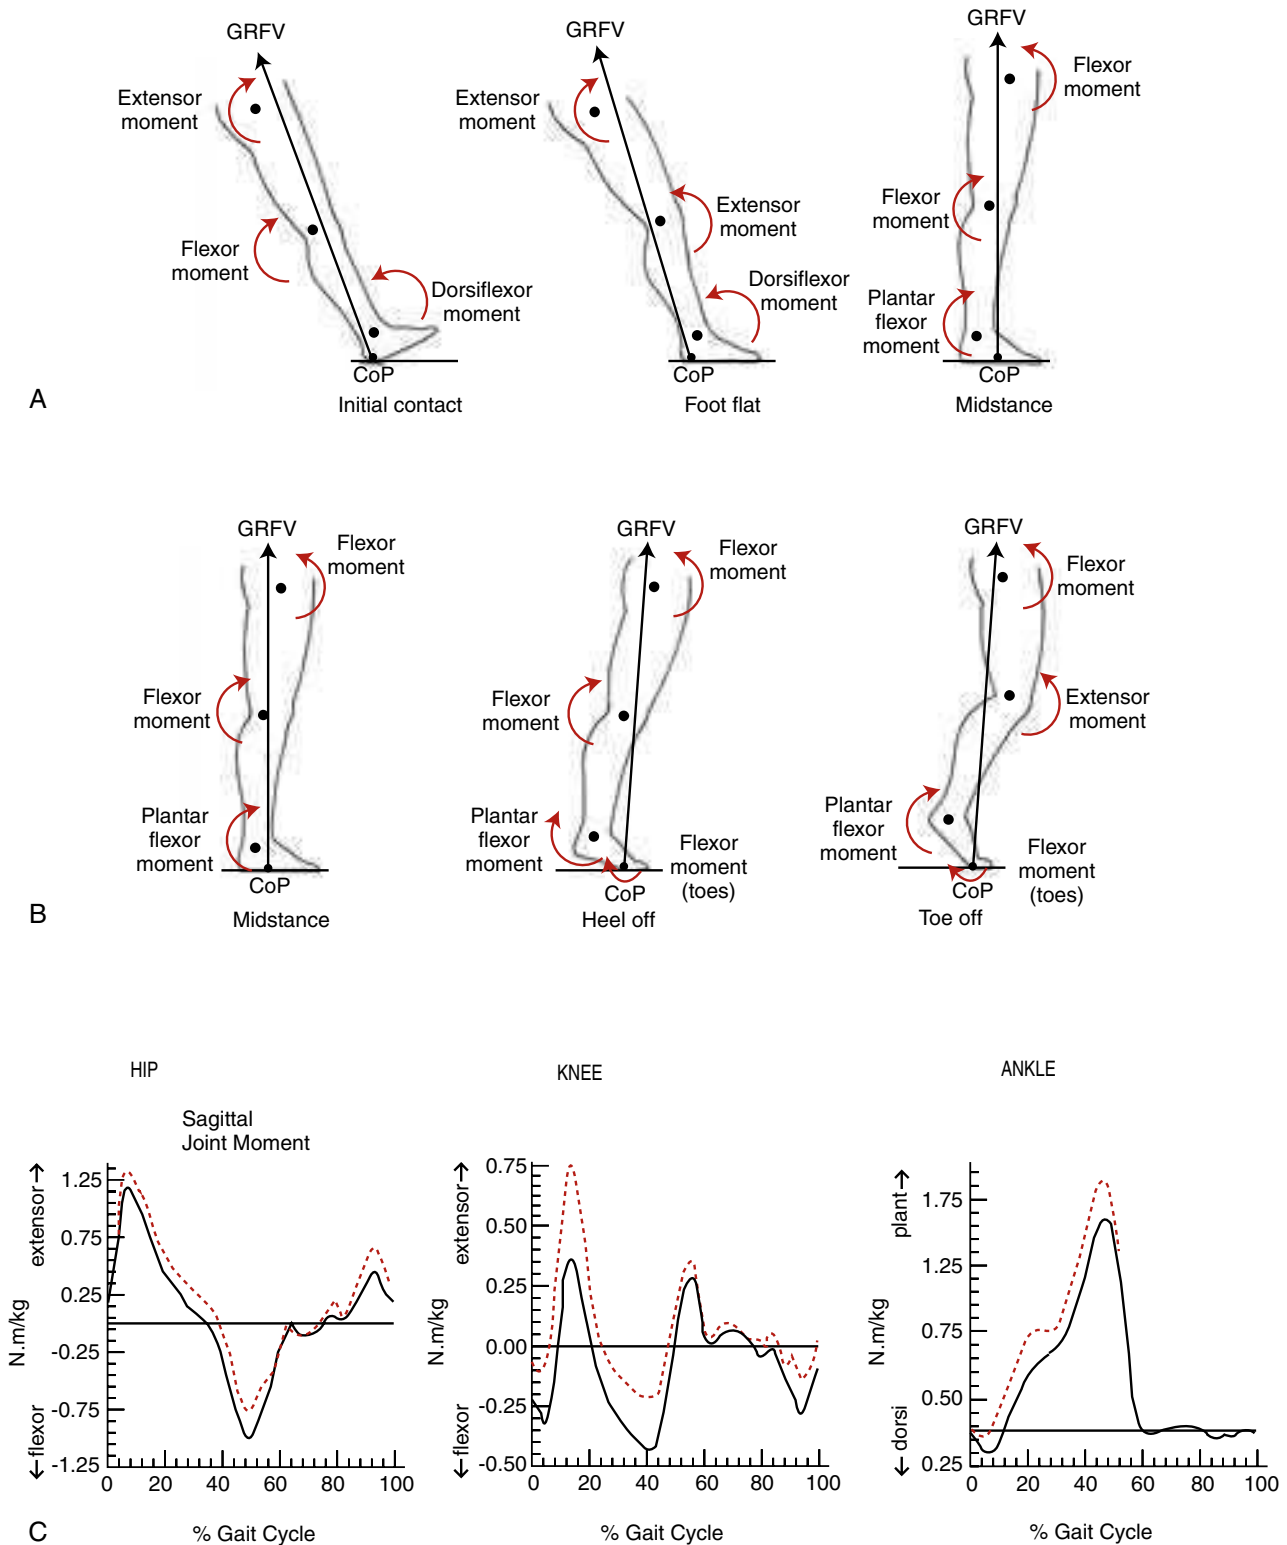 GRFV
Extensor
moment
Flexor
moment
Dorsiflexor
moment
CoP
Initial contact
GRFV
Extensor
moment
Extensor
moment
Dorsiflexor
moment
CoP
Foot flat
GRFV
Flexor
moment
Flexor
moment
Plantar
flexor
moment
CoP
Midstance
A
GRFV
Flexor
moment
Flexor
moment
Plantar
flexor
moment
CoP
Midstance
GRFV
Flexor
moment
Flexor
moment
Plantar
flexor
moment
Flexor
moment
(toes)
CoP
Heel off
GRFV
Flexor
moment
Extensor
moment
Plantar
flexor
moment
Flexor
moment
(toes)
CoP
Toe off
B
HIP
Sagittal
Joint Moment
extensor
N.m/kg
flexor
1.25
0.75
0.25
-0.25
-0.75
-1.25
0 20 40 60 80 100
% Gait Cycle
KNEE
extensor
N.m/kg
flexor
0.75
0.50
0.25
0.00
-0.25
-0.50
0 20 40 60 80 100
% Gait Cycle
ANKLE
plant
N.m/kg
dorsi
1.75
1.25
0.75
0.50
0.25
0 20 40 60 80 100
% Gait Cycle
C